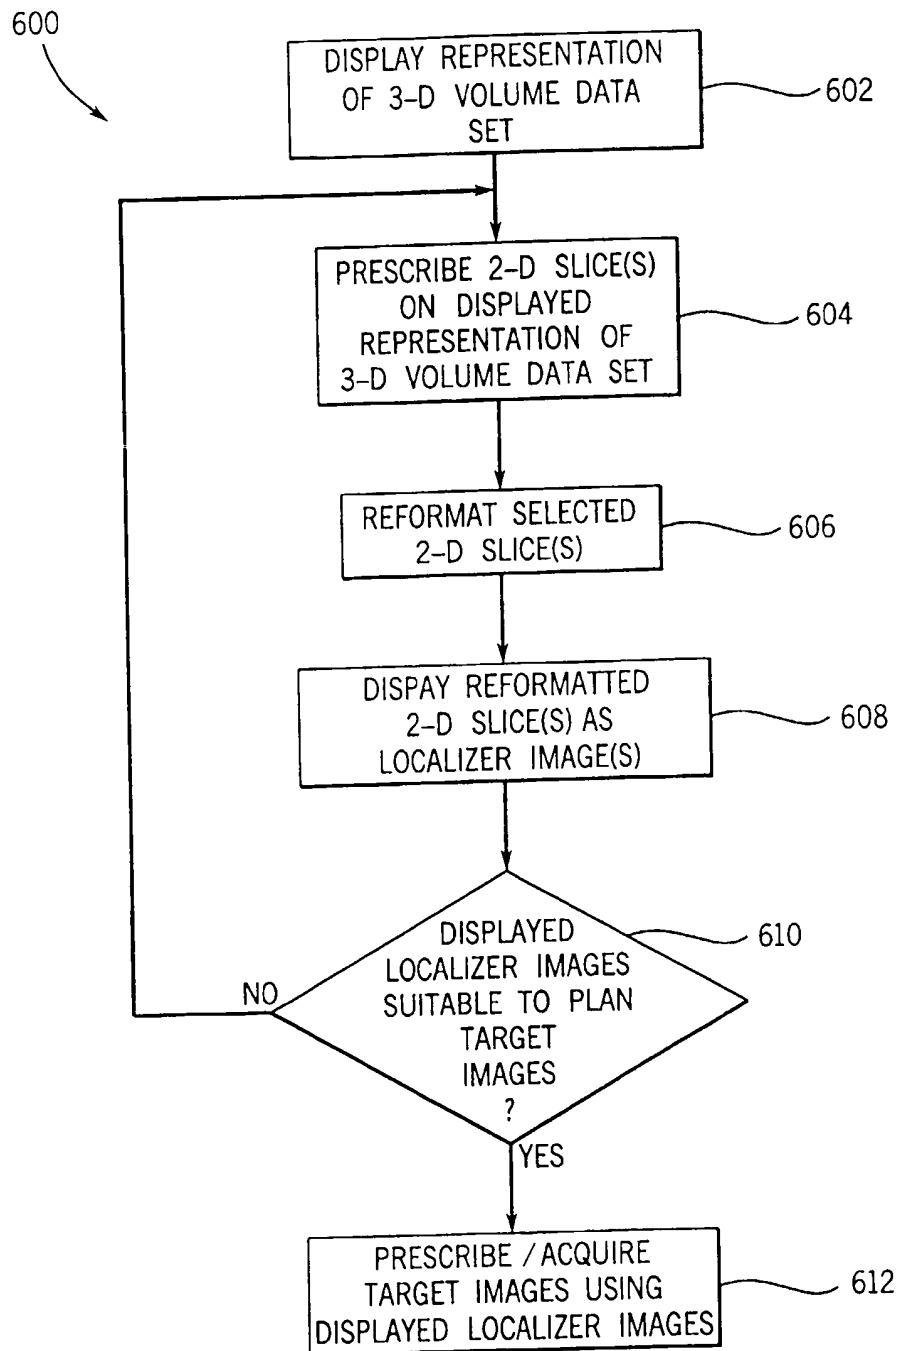 600
DISPLAY REPRESENTATION
OF 3-D VOLUME DATA
SET
602
PRESCRIBE 2-D SLICE(S)
ON DISPLAYED
REPRESENTATION OF
3-D VOLUME DATA SET
604
REFORMAT SELECTED
2-D SLICE(S)
606
DISPAY REFORMATTED
2-D SLICE(S) AS
LOCALIZER IMAGE(S)
608
DISPLAYED
LOCALIZER IMAGES
SUITABLE TO PLAN
TARGET
IMAGES
?
610
NO
YES
PRESCRIBE / ACQUIRE
TARGET IMAGES USING
DISPLAYED LOCALIZER IMAGES
612